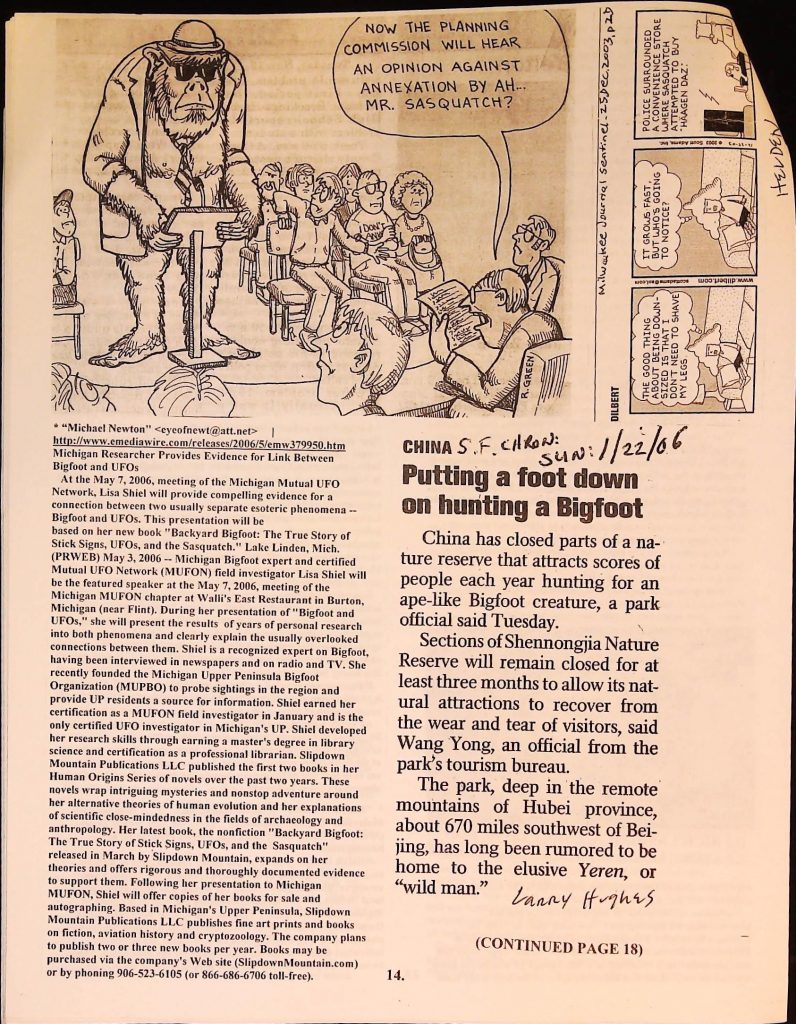 NOW THE PLANNING
COMMISSION WILL HEAR
AN OPINION AGAINST
ANNEXATION BY AH...
MR. SASQUATCH?
I DON'T
R. GREEN
Milwaukee Journal Sentinel - 25 Dec. 2003, p 2D
DILBERT
THE GOOD THING
ABOUT BEING DOWN-
SIZED IS THAT I
DON'T NEED TO SHAVE
MY LEGS
www.dilbert.com
scottadams@aol.com
IT GROWS FAST,
BUT WHO'S GOING
TO NOTICE?
© 2003 Scott Adams, Inc.
POLICE SURROUNDED
A CONVENIENCE STORE
WHERE SASQUATCH
ATTEMPTED TO BUY
HAAGEN DAZ.
* "Michael Newton" <eyeofnewt@att.net> |
http://www.emediawire.com/releases/2006/5/emw379950.htm
Michigan Researcher Provides Evidence for Link Between
Bigfoot and UFOs
At the May 7, 2006, meeting of the Michigan Mutual UFO
Network, Lisa Shiel will provide compelling evidence for a
connection between two usually separate esoteric phenomena --
Bigfoot and UFOs. This presentation will be
based on her new book "Backyard Bigfoot: The True Story of
Stick Signs, UFOs, and the Sasquatch." Lake Linden, Mich.
(PRWEB) May 3, 2006 -- Michigan Bigfoot expert and certified
Mutual UFO Network (MUFON) field investigator Lisa Shiel will
be the featured speaker at the May 7, 2006, meeting of the
Michigan MUFON chapter at Walli's East Restaurant in Burton,
Michigan (near Flint). During her presentation of "Bigfoot and
UFOs," she will present the results of years of personal research
into both phenomena and clearly explain the usually overlooked
connections between them. Shiel is a recognized expert on Bigfoot,
having been interviewed in newspapers and on radio and TV. She
recently founded the Michigan Upper Peninsula Bigfoot
Organization (MUPBO) to probe sightings in the region and
provide UP residents a source for information. Shiel earned her
certification as a MUFON field investigator in January and is the
only certified UFO investigator in Michigan's UP. Shiel developed
her research skills through earning a master's degree in library
science and certification as a professional librarian. Slipdown
Mountain Publications LLC published the first two books in her
Human Origins Series of novels over the past two years. These
novels wrap intriguing mysteries and nonstop adventure around
her alternative theories of human evolution and her explanations
of scientific close-mindedness in the fields of archaeology and
anthropology. Her latest book, the nonfiction "Backyard Bigfoot:
The True Story of Stick Signs, UFOs, and the Sasquatch"
released in March by Slipdown Mountain, expands on her
theories and offers rigorous and thoroughly documented evidence
to support them. Following her presentation to Michigan
MUFON, Shiel will offer copies of her books for sale and
autographing. Based in Michigan's Upper Peninsula, Slipdown
Mountain Publications LLC publishes fine art prints and books
on fiction, aviation history and cryptozoology. The company plans
to publish two or three new books per year. Books may be
purchased via the company's Web site (SlipdownMountain.com)
or by phoning 906-523-6105 (or 866-686-6706 toll-free).
CHINA S.F. CHRON: SUN: 1/22/06
Putting a foot down
on hunting a Bigfoot
China has closed parts of a na-
ture reserve that attracts scores of
people each year hunting for an
ape-like Bigfoot creature, a park
official said Tuesday.
Sections of Shennongjia Nature
Reserve will remain closed for at
least three months to allow its nat-
ural attractions to recover from
the wear and tear of visitors, said
Wang Yong, an official from the
park's tourism bureau.
The park, deep in the remote
mountains of Hubei province,
about 670 miles southwest of Bei-
jing, has long been rumored to be
home to the elusive Yeren, or
"wild man."
Larry Hughes
(CONTINUED PAGE 18)
14.